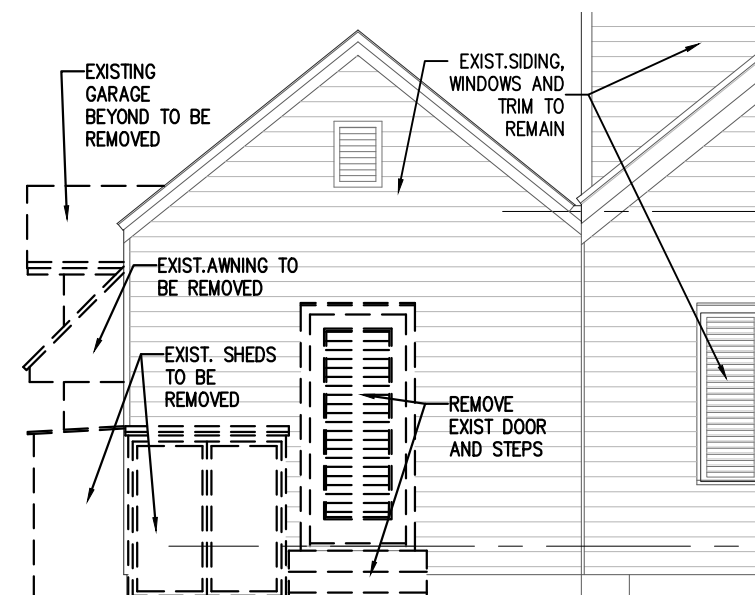 EXISTING
GARAGE
BEYOND TO BE
REMOVED
EXIST.SIDING,
WINDOWS AND
TRIM TO
REMAIN
EXIST.AWNING TO
BE REMOVED
EXIST. SHEDS
TO BE
REMOVED
REMOVE
EXIST DOOR
AND STEPS